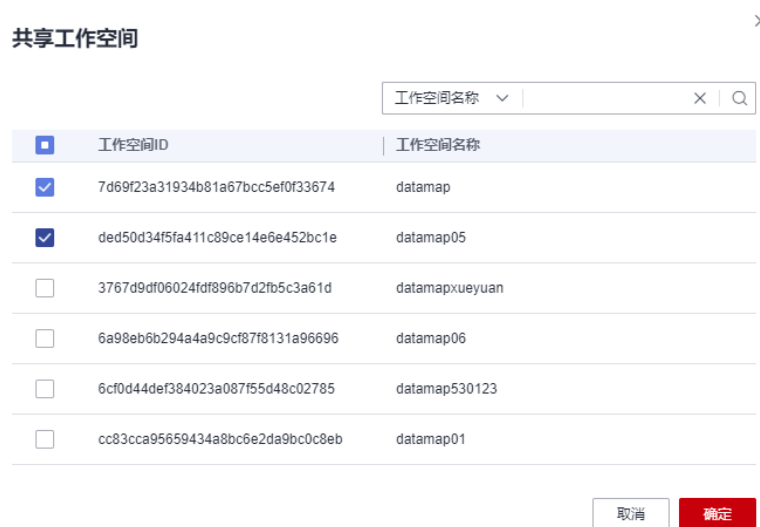 共享工作空间
工作空间名称
工作空间ID 工作空间名称
7d69f23a31934b81a67bcc5ef0f33674 datamap
ded50d34f5fa411c89ce14e6e452bc1e datamap05
3767d9df06024fdf896b7d2fb5c3a61d datamapxueyuan
6a98eb6b294a4a9c9cf87f8131a96696 datamap06
6cf0d44def384023a087f55d48c02785 datamap530123
cc83cca95659434a8bc6e2da9bc0c8eb datamap01
取消 确定